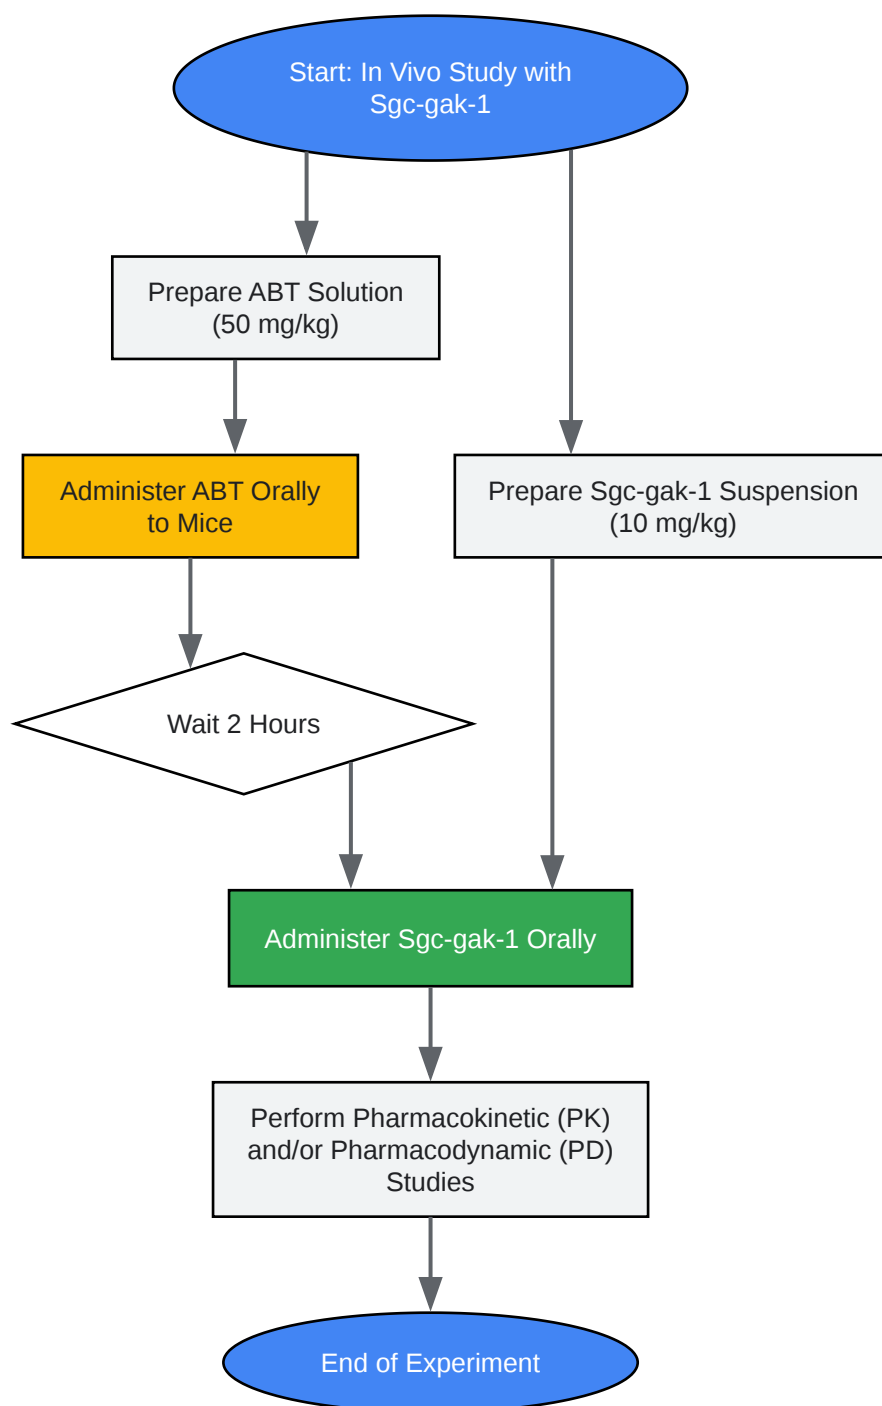 Start: In Vivo Study with
Sgc-gak-1
Prepare ABT Solution
(50 mg/kg)
Administer ABT Orally
to Mice
Prepare Sgc-gak-1 Suspension
(10 mg/kg)
Wait 2 Hours
Administer Sgc-gak-1 Orally
Perform Pharmacokinetic (PK)
and/or Pharmacodynamic (PD)
Studies
End of Experiment